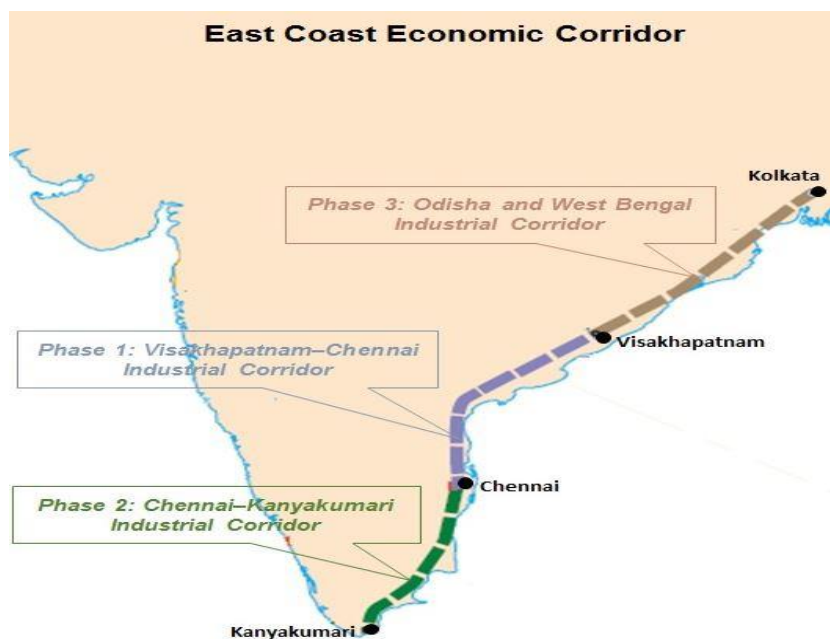 East Coast Economic Corridor
Kolkata
Phase 3: Odisha and West Bengal
Industrial Corridor
Visakhapatnam
Phase 1: Visakhapatnam–Chennai
Industrial Corridor
Chennai
Phase 2: Chennai–Kanyakumari
Industrial Corridor
Kanyakumari